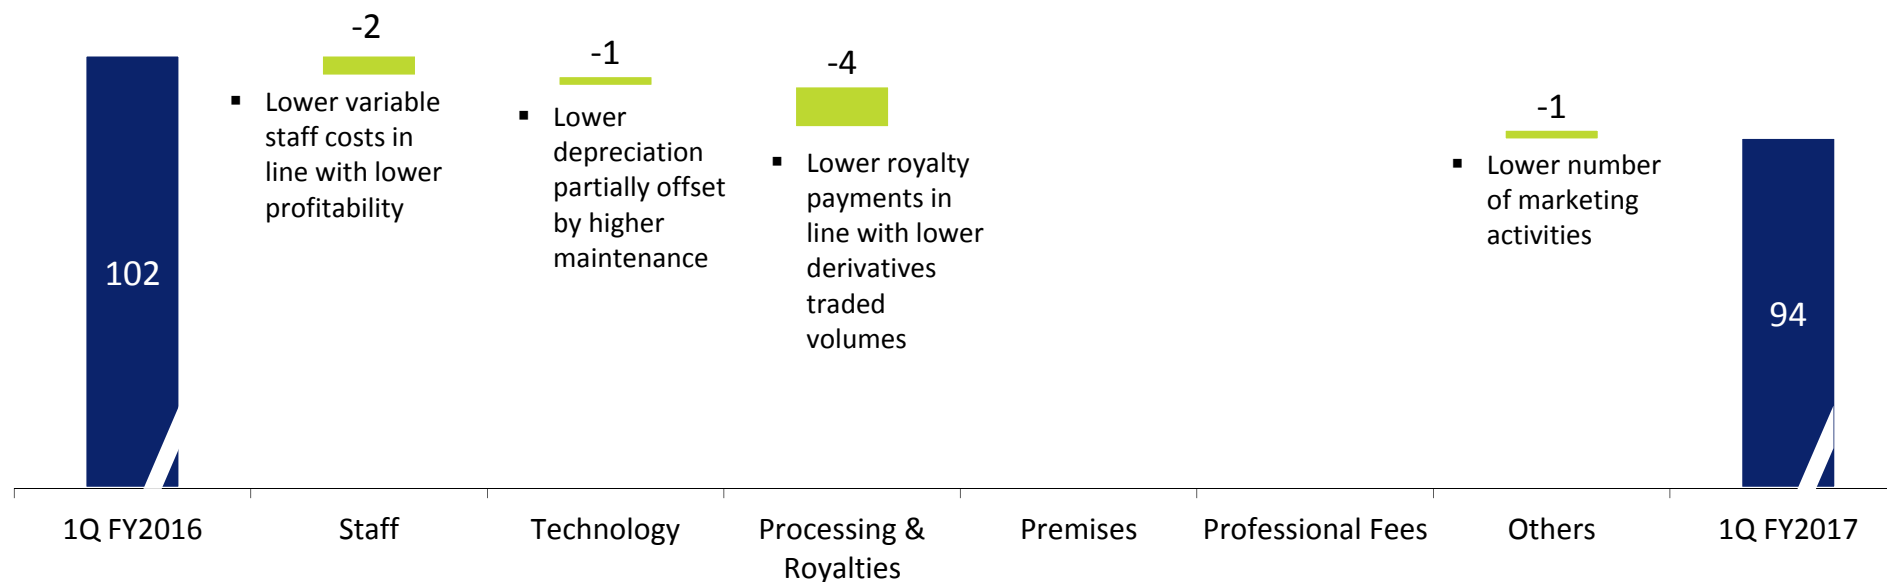 -2
▪ Lower variable
staff costs in
line with lower
profitability
-1
▪ Lower
depreciation
partially offset
by higher
maintenance
-4
▪ Lower royalty
payments in
line with lower
derivatives
traded
volumes
-1
▪ Lower number
of marketing
activities
102
94
1Q FY2016
Staff
Technology
Processing &
Royalties
Premises
Professional Fees
Others
1Q FY2017